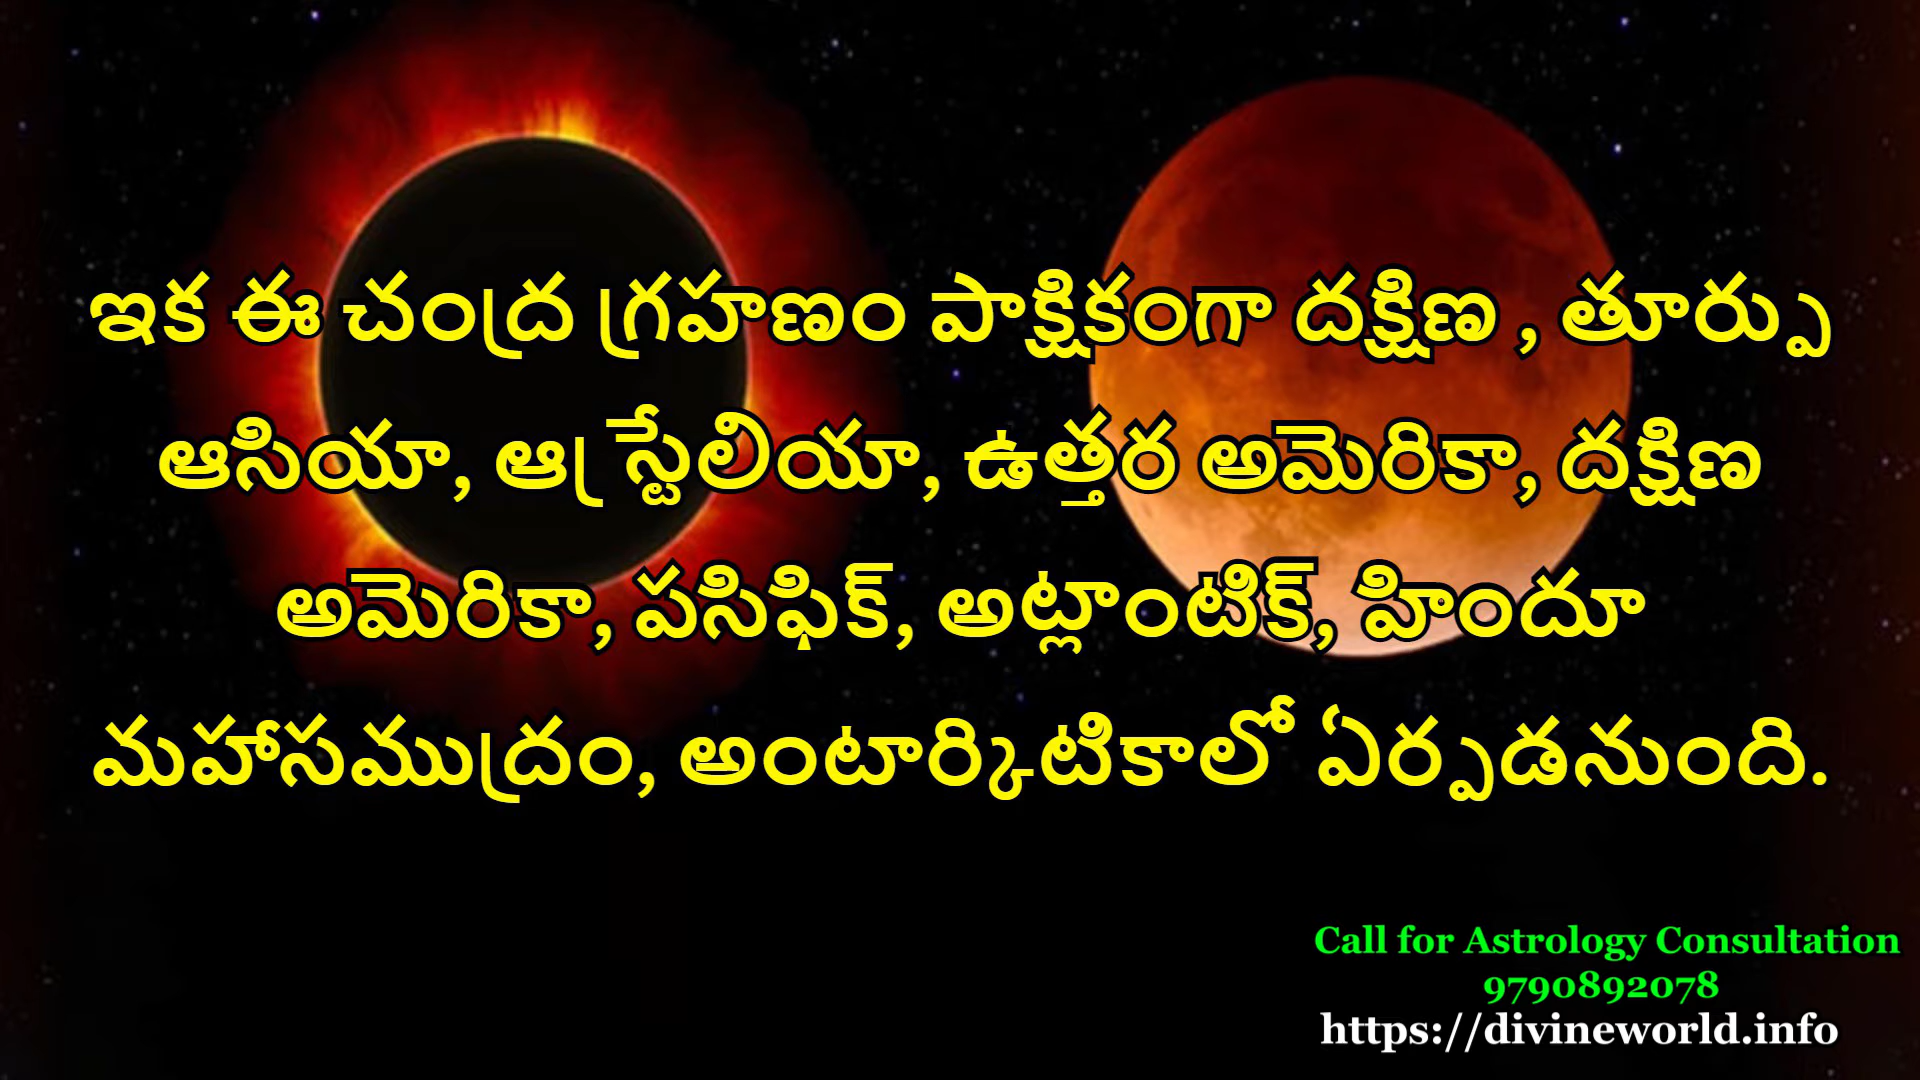 ఇక ఈ చంద్ర గ్రహణం పాక్షికంగా దక్షిణ , తూర్పు
ఆసియా, ఆస్ట్రేలియా, ఉత్తర అమెరికా, దక్షిణ
అమెరికా, పసిఫిక్, అట్లాంటిక్, హిందూ
మహాసముద్రం, అంటార్కిటికాలో ఏర్పడనుంది.
Call for Astrology Consultation
9790892078
https://divineworld.info